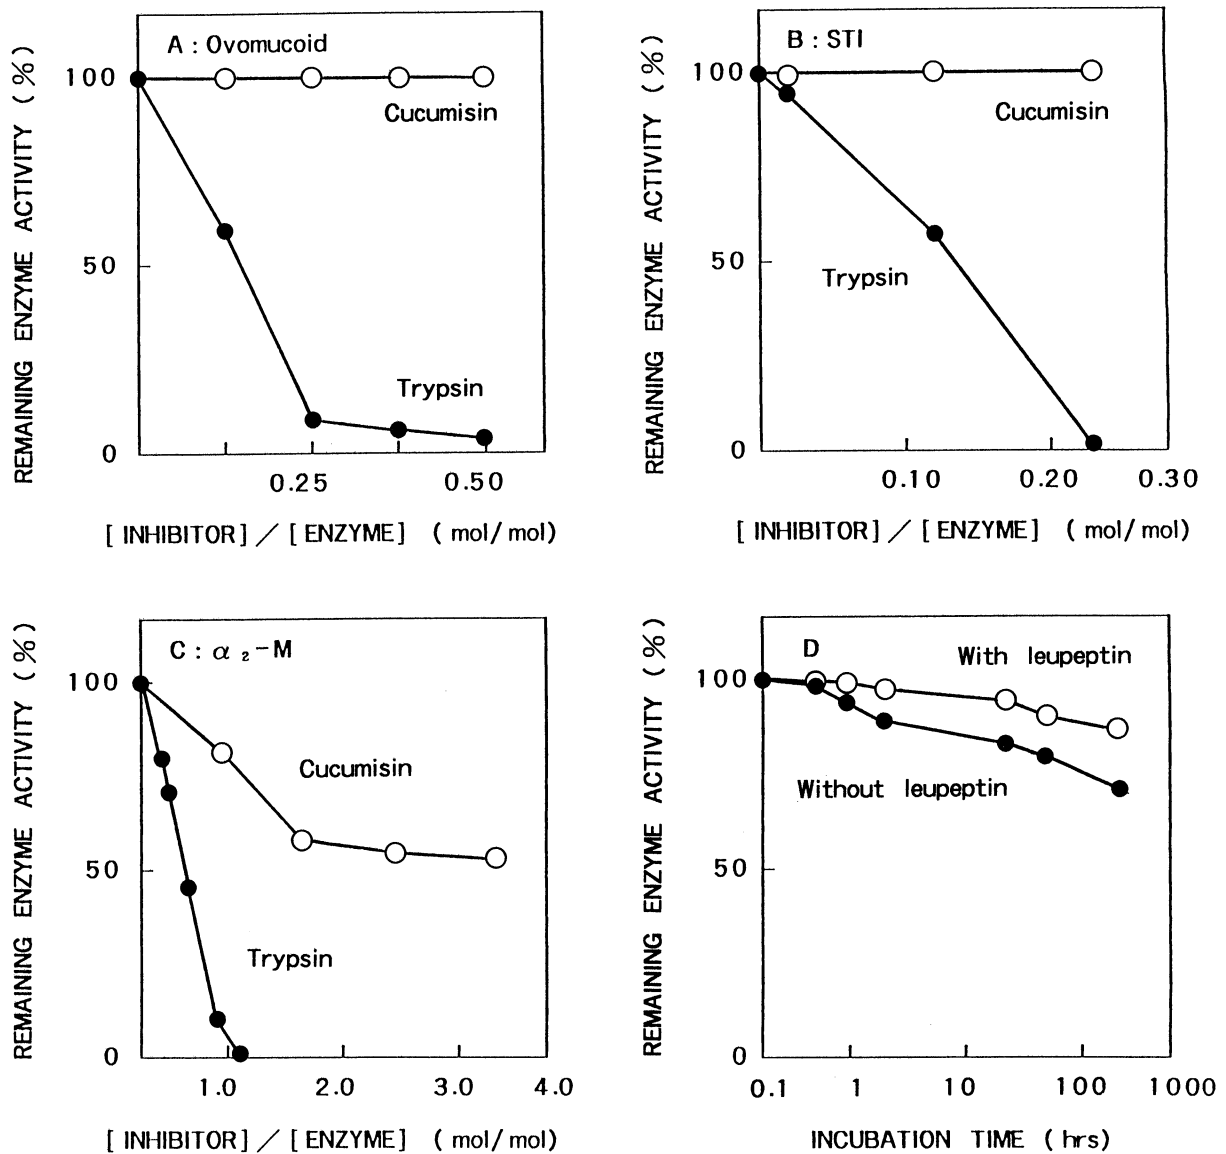 A : Ovomucoid
REMAINING ENZYME ACTIVITY (%)
100
50
0
Cucumisin
Trypsin
0.25 0.50
[ INHIBITOR] / [ ENZYME] ( mol/mol)
B : STI
REMAINING ENZYME ACTIVITY (%)
100
50
0
Cucumisin
Trypsin
0.10 0.20 0.30
[ INHIBITOR] / [ ENZYME] ( mol/mol)
C : α₂-M
REMAINING ENZYME ACTIVITY (%)
100
50
0
Cucumisin
Trypsin
1.0 2.0 3.0 4.0
[ INHIBITOR] / [ ENZYME] ( mol/mol)
D
REMAINING ENZYME ACTIVITY (%)
100
50
0
With leupeptin
Without leupeptin
0.1 1 10 100 1000
INCUBATION TIME ( hrs)